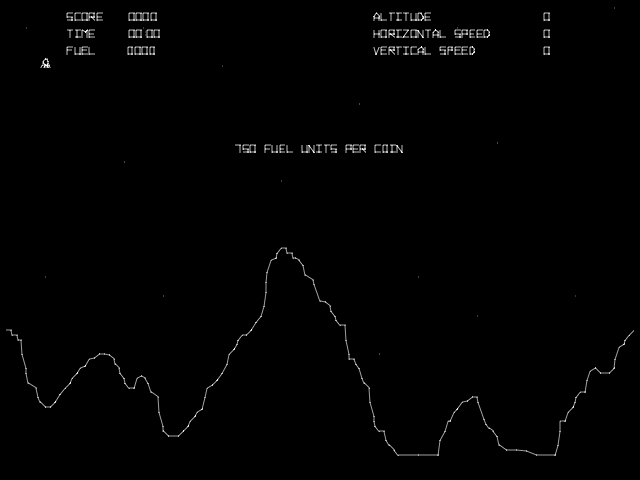 SCORE 0000
TIME 00:00
FUEL 0000
ALTITUDE 0
HORIZONTAL SPEED 0
VERTICAL SPEED 0
750 FUEL UNITS PER COIN